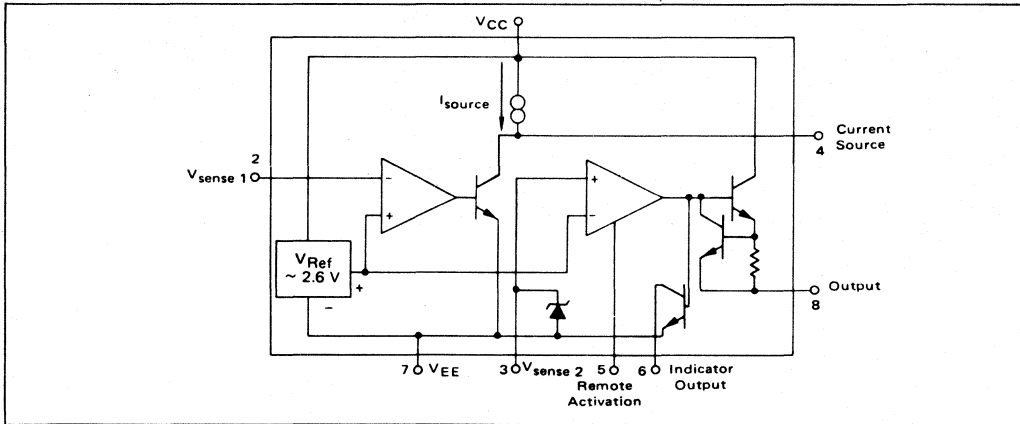 VCC
Isource
Current
Source
4
2
Vsense 1
-
+
+
-
VRef
~ 2.6 V
+
-
Output
8
7 VEE
3 Vsense 2
5
Remote
Activation
6 Indicator
Output